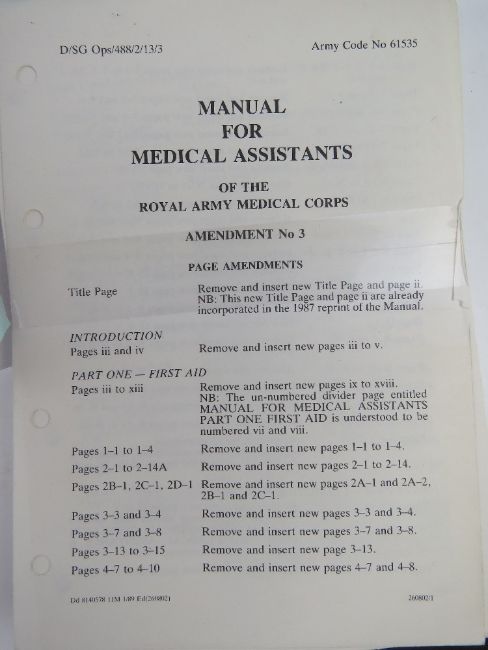 D/SG Ops/488/2/13/3 Army Code No 61535
MANUAL
FOR
MEDICAL ASSISTANTS
OF THE
ROYAL ARMY MEDICAL CORPS
AMENDMENT No 3
PAGE AMENDMENTS
Title Page Remove and insert new Title Page and page ii.
NB: This new Title Page and page ii are already
incorporated in the 1987 reprint of the Manual.
INTRODUCTION
Pages iii and iv Remove and insert new pages iii to v.
PART ONE — FIRST AID
Pages iii to xiii Remove and insert new pages ix to xviii.
NB: The un-numbered divider page entitled
MANUAL FOR MEDICAL ASSISTANTS
PART ONE FIRST AID is understood to be
numbered vii and viii.
Pages 1–1 to 1–4 Remove and insert new pages 1–1 to 1–4.
Pages 2–1 to 2–14A Remove and insert new pages 2–1 to 2–14.
Pages 2B–1, 2C–1, 2D–1 Remove and insert new pages 2A–1 and 2A–2,
2B–1 and 2C–1.
Pages 3–3 and 3–4 Remove and insert new pages 3–3 and 3–4.
Pages 3–7 and 3–8 Remove and insert new pages 3–7 and 3–8.
Pages 3–13 to 3–15 Remove and insert new page 3–13.
Pages 4–7 to 4–10 Remove and insert new pages 4–7 and 4–8.
Dd 8140578 11M 1/89 Ed(260802) 260802/1